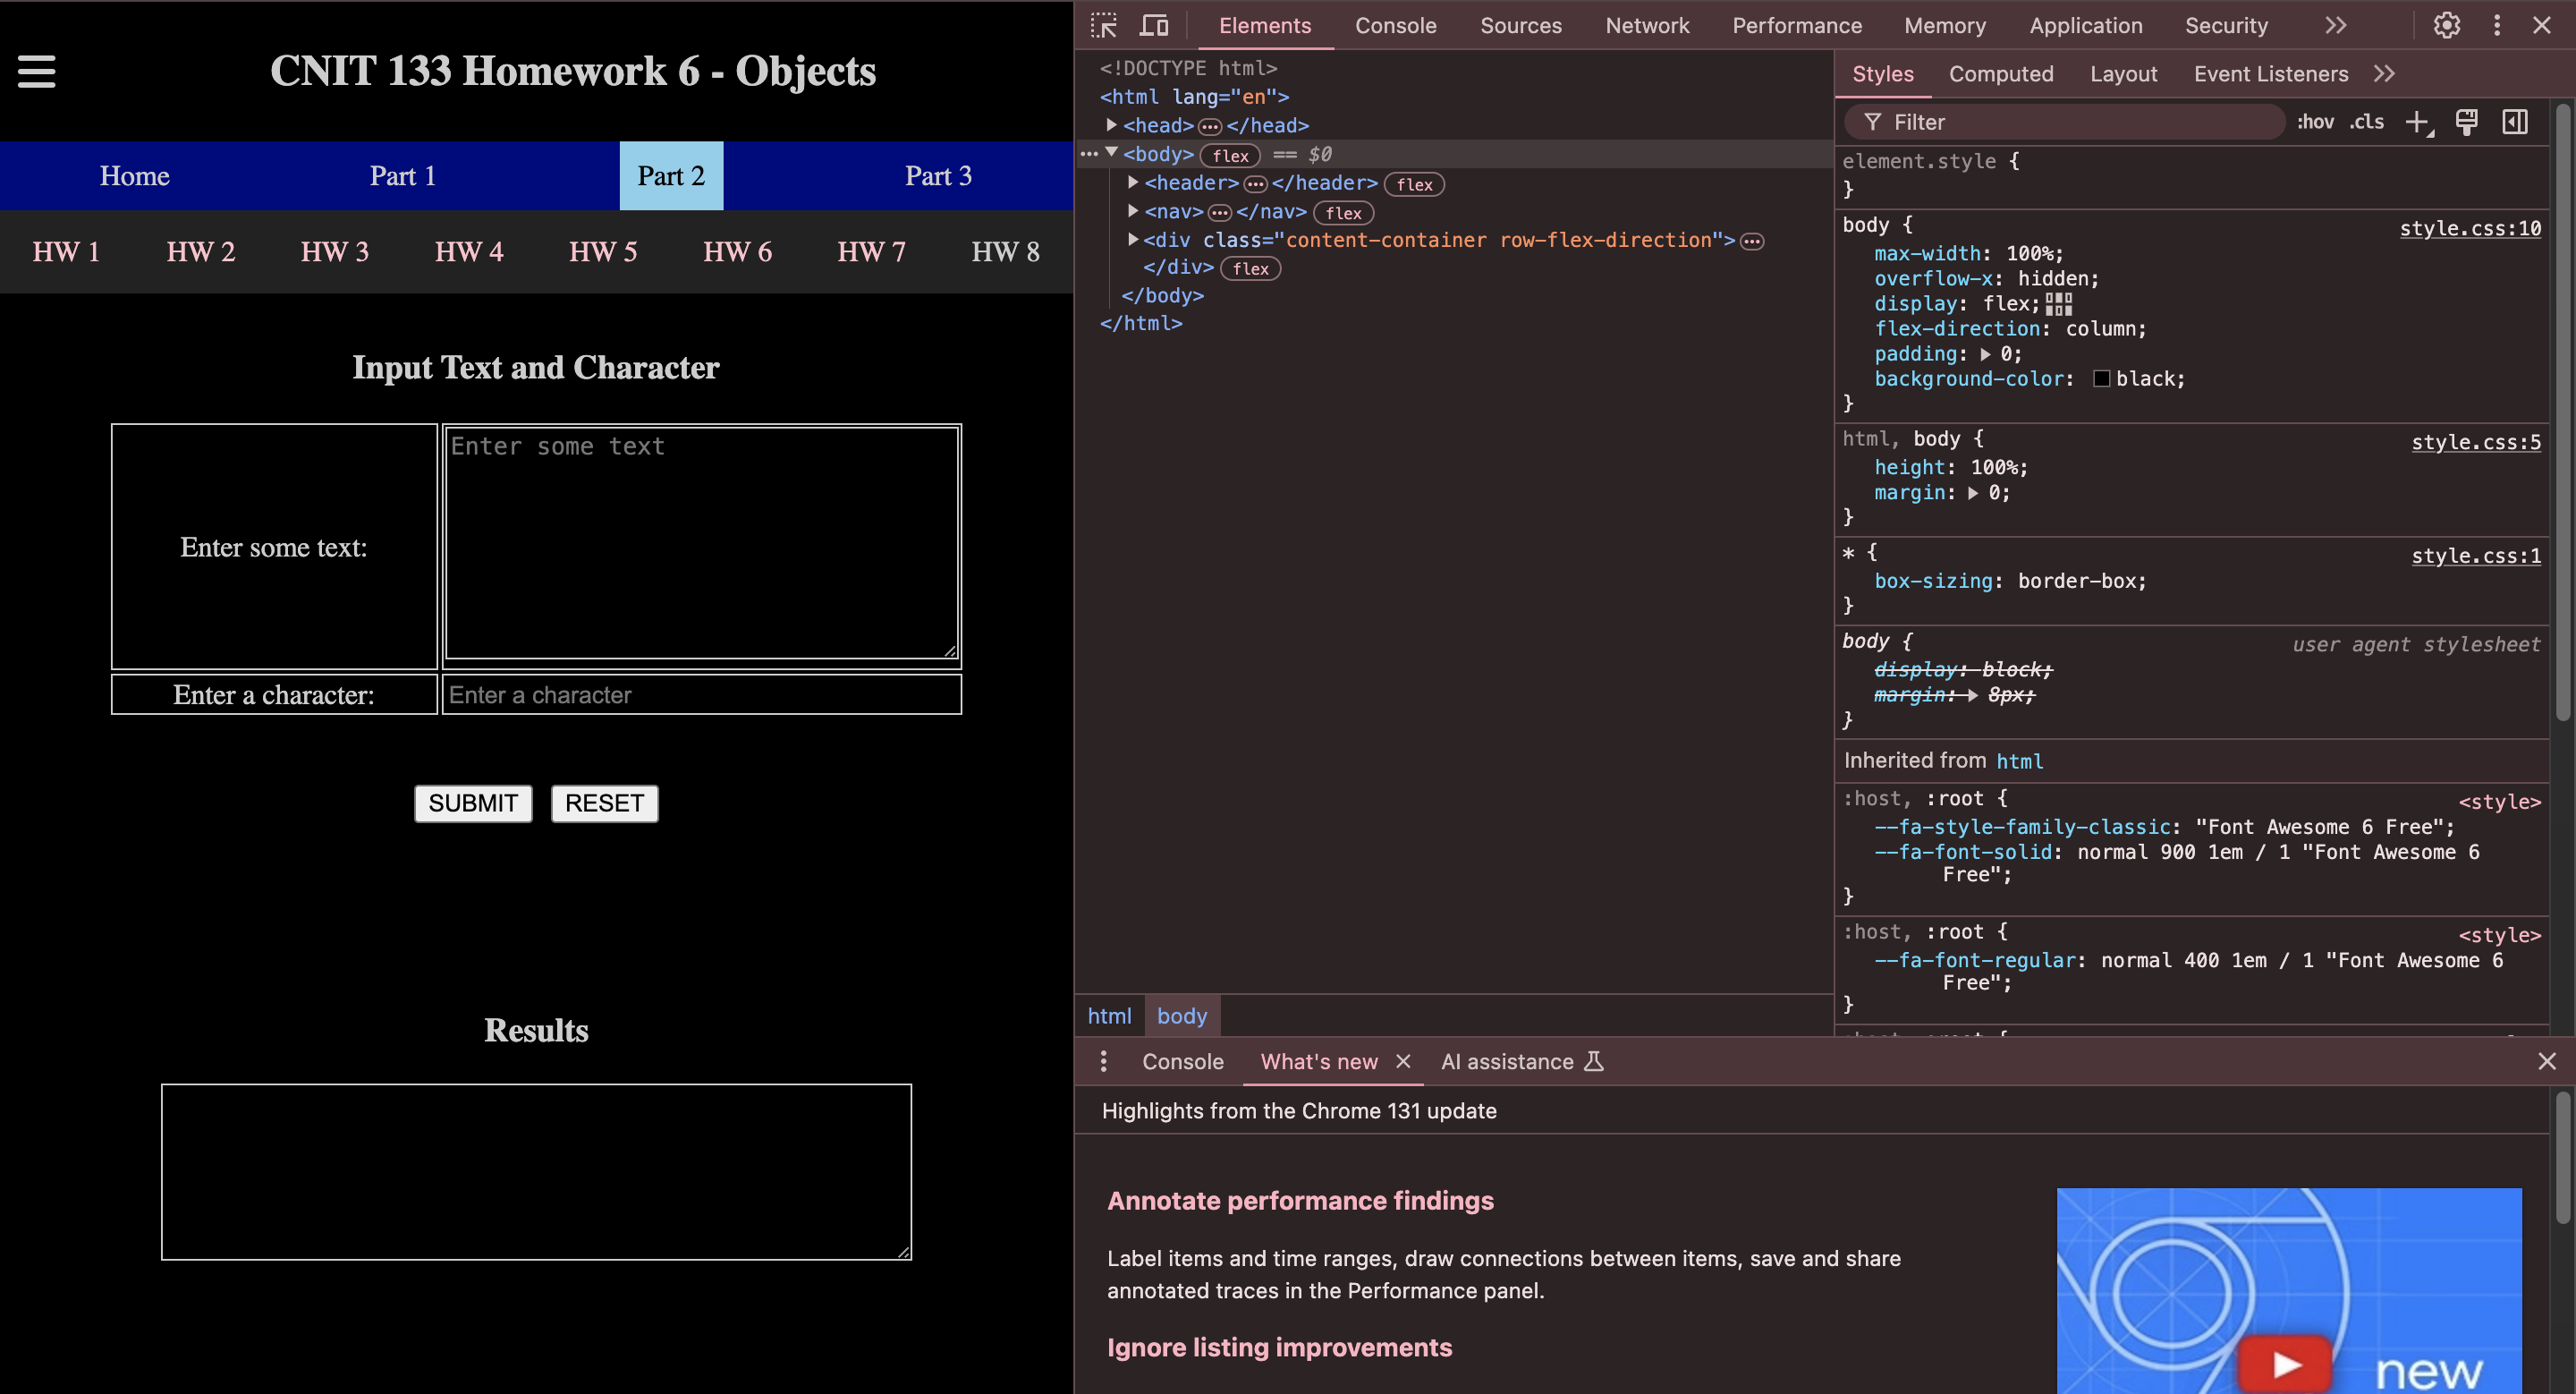 CNIT 133 Homework 6 - Objects
Home Part 1 Part 2 Part 3
HW 1 HW 2 HW 3 HW 4 HW 5 HW 6 HW 7 HW 8
Input Text and Character
Enter some text:
Enter some text
Enter a character:
Enter a character
SUBMIT RESET
Results
Elements Console Sources Network Performance Memory Application Security
<!DOCTYPE html>
<html lang="en">
<head> </head>
<body> flex == $0
<header> </header> flex
<nav> </nav> flex
<div class="content-container row-flex-direction">
</div> flex
</body>
</html>
html body
Styles Computed Layout Event Listeners
Filter :hov .cls
element.style {
}
body { style.css:10
max-width: 100%;
overflow-x: hidden;
display: flex;
flex-direction: column;
padding: 0;
background-color: black;
}
html, body { style.css:5
height: 100%;
margin: 0;
}
* { style.css:1
box-sizing: border-box;
}
body { user agent stylesheet
display: block;
margin: 8px;
}
Inherited from html
:host, :root { <style>
--fa-style-family-classic: "Font Awesome 6 Free";
--fa-font-solid: normal 900 1em / 1 "Font Awesome 6
Free";
}
:host, :root { <style>
--fa-font-regular: normal 400 1em / 1 "Font Awesome 6
Free";
}
Console What's new AI assistance
Highlights from the Chrome 131 update
Annotate performance findings
Label items and time ranges, draw connections between items, save and share
annotated traces in the Performance panel.
Ignore listing improvements
new